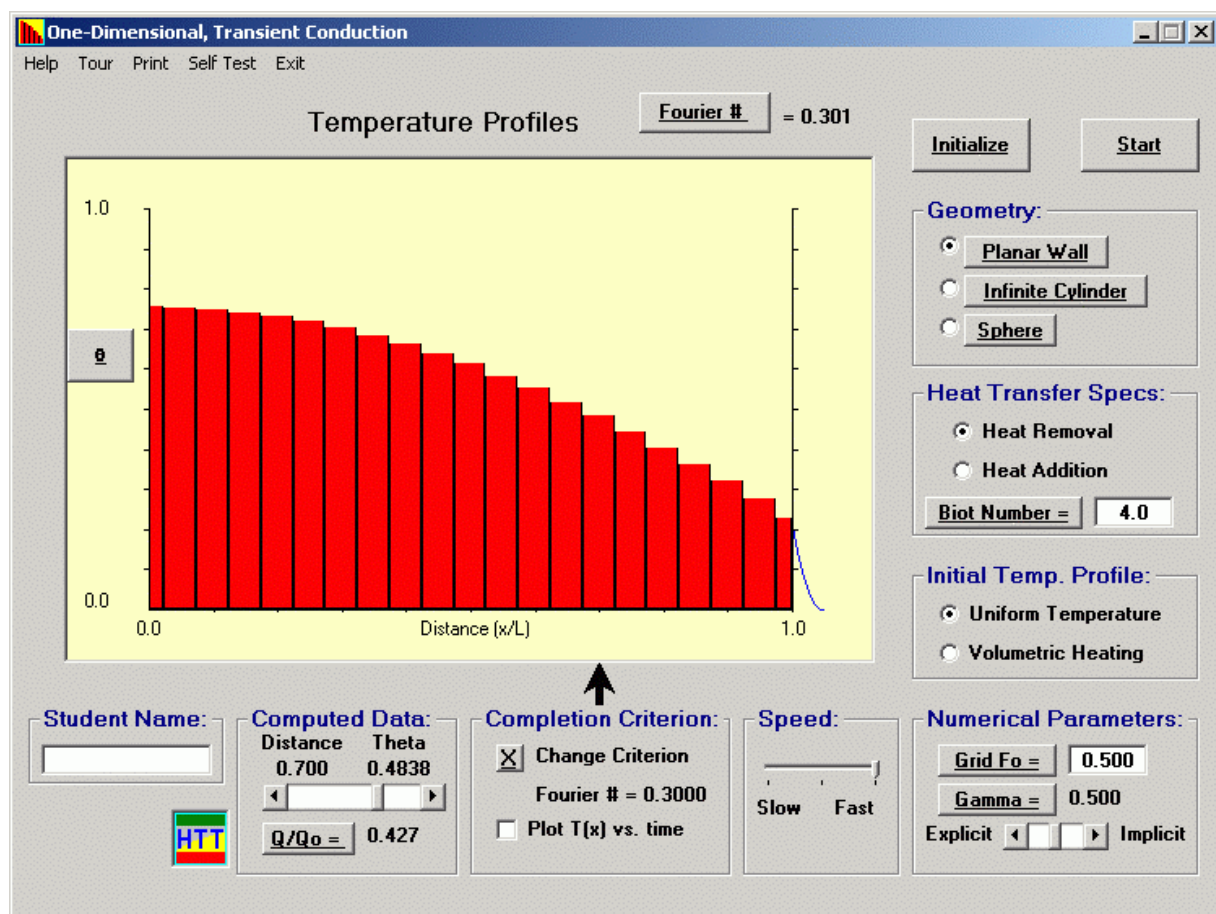 One-Dimensional, Transient Conduction
Help Tour Print Self Test Exit
Temperature Profiles
Fourier # = 0.301
Initialize Start
1.0
θ
0.0
0.0 Distance (x/L) 1.0
Geometry:
Planar Wall
Infinite Cylinder
Sphere
Heat Transfer Specs:
Heat Removal
Heat Addition
Biot Number = 4.0
Initial Temp. Profile:
Uniform Temperature
Volumetric Heating
Student Name:
HTT
Computed Data:
Distance Theta
0.700 0.4838
Q/Qo = 0.427
Completion Criterion:
X Change Criterion
Fourier # = 0.3000
Plot T(x) vs. time
Speed:
Slow Fast
Numerical Parameters:
Grid Fo = 0.500
Gamma = 0.500
Explicit Implicit